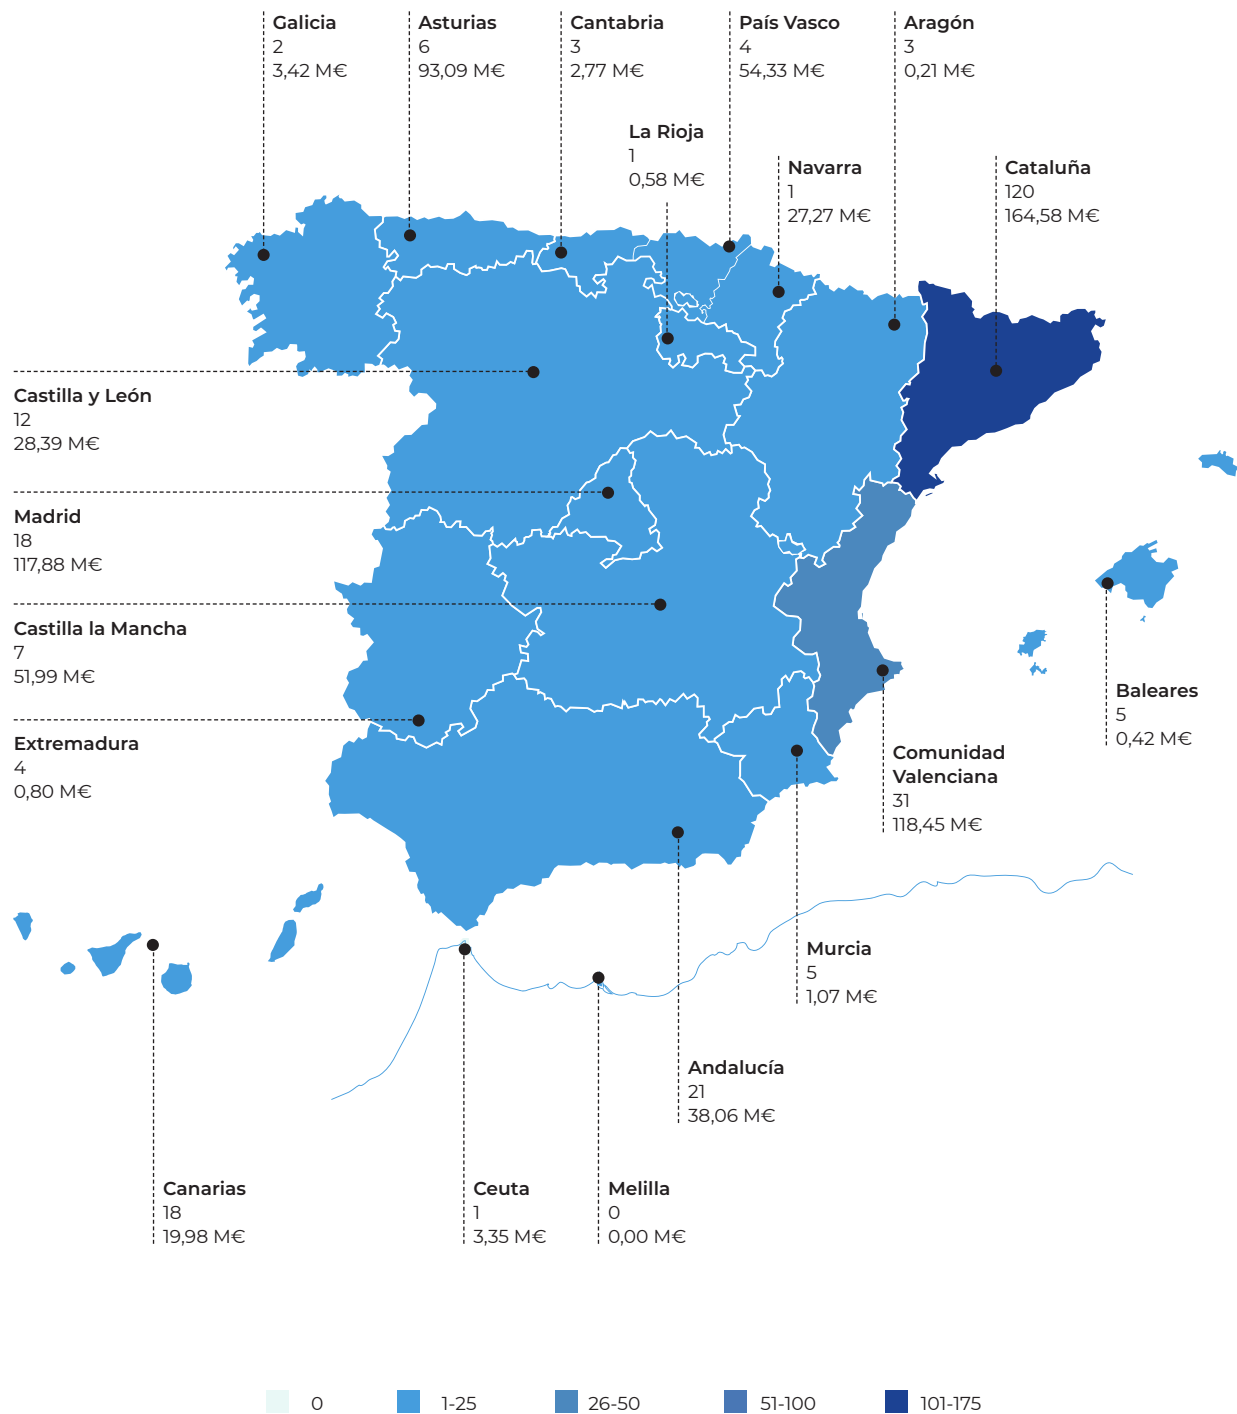 Galicia
2
3,42 M€
Asturias
6
93,09 M€
Cantabria
3
2,77 M€
País Vasco
4
54,33 M€
Aragón
3
0,21 M€
La Rioja
1
0,58 M€
Navarra
1
27,27 M€
Cataluña
120
164,58 M€
Castilla y León
12
28,39 M€
Madrid
18
117,88 M€
Castilla la Mancha
7
51,99 M€
Extremadura
4
0,80 M€
Baleares
5
0,42 M€
Comunidad
Valenciana
31
118,45 M€
Murcia
5
1,07 M€
Andalucía
21
38,06 M€
Canarias
18
19,98 M€
Ceuta
1
3,35 M€
Melilla
0
0,00 M€
0
1-25
26-50
51-100
101-175